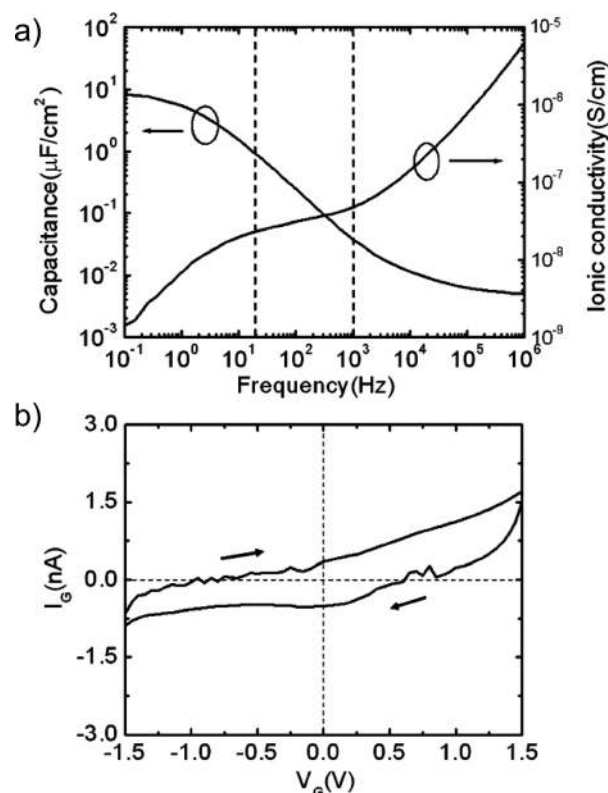 a)
Capacitance(μF/cm²)
10² 10¹ 10⁰ 10⁻¹ 10⁻² 10⁻³
10⁻⁵ 10⁻⁶ 10⁻⁷ 10⁻⁸ 10⁻⁹
Ionic conductivity(S/cm)
10⁻¹ 10⁰ 10¹ 10² 10³ 10⁴ 10⁵ 10⁶
Frequency(Hz)
b)
I_G(nA)
3.0
1.5
0.0
-1.5
-3.0
-1.5 -1.0 -0.5 0.0 0.5 1.0 1.5
V_G(V)